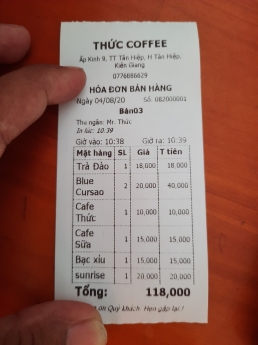 THỨC COFFEE
Ấp Kinh 9, TT Tân Hiệp, H Tân Hiệp,
Kiên Giang
0776086629
HÓA ĐƠN BÁN HÀNG
Ngày 04/08/20 Số: 082000001
Bàn03
Thu ngân: Mr. Thức
In lúc: 10:39
Giờ vào: 10:38 Giờ ra: 10:39
Mặt hàng SL Giá T tiền
Trà Đào 1 18,000 18,000
Blue
Cursao 2 20,000 40,000
Cafe
Thức 1 10,000 10,000
Cafe
Sữa 1 15,000 15,000
Bạc xỉu 1 15,000 15,000
sunrise 1 20,000 20,000
Tổng: 118,000
ơn Quý khách. Hẹn gặp lại !